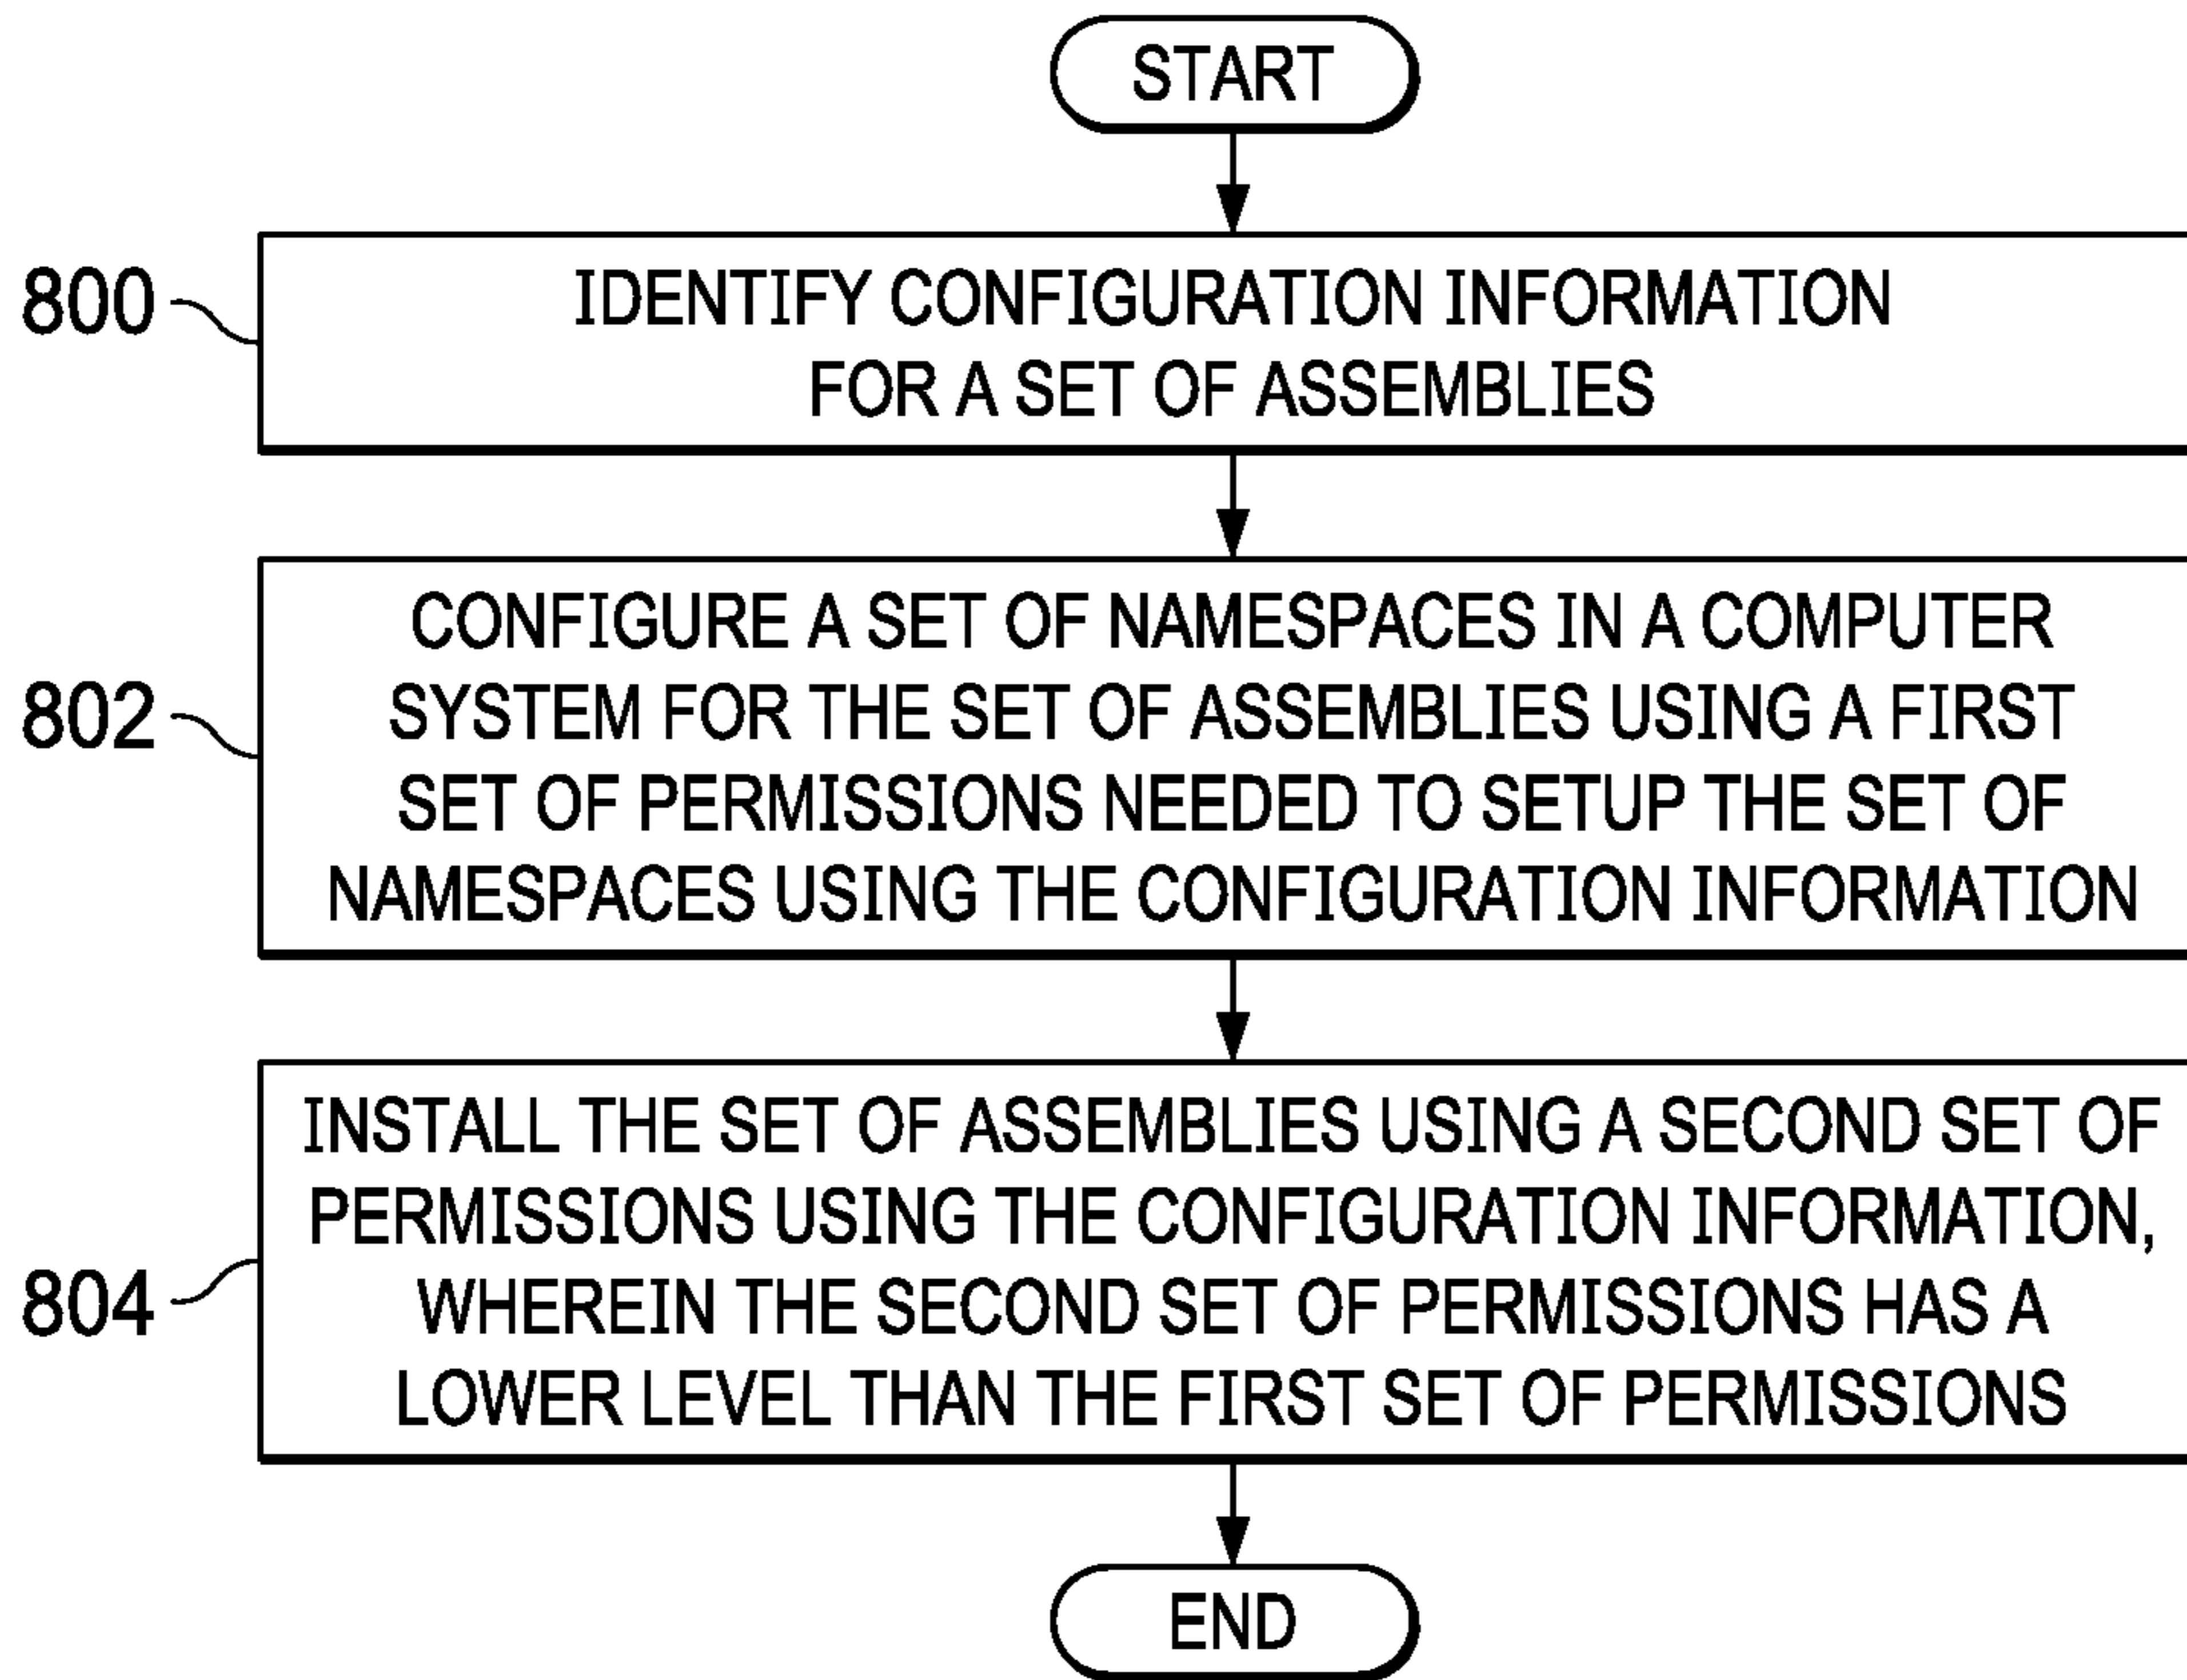 START
800
IDENTIFY CONFIGURATION INFORMATION
FOR A SET OF ASSEMBLIES
802
CONFIGURE A SET OF NAMESPACES IN A COMPUTER
SYSTEM FOR THE SET OF ASSEMBLIES USING A FIRST
SET OF PERMISSIONS NEEDED TO SETUP THE SET OF
NAMESPACES USING THE CONFIGURATION INFORMATION
804
INSTALL THE SET OF ASSEMBLIES USING A SECOND SET OF
PERMISSIONS USING THE CONFIGURATION INFORMATION,
WHEREIN THE SECOND SET OF PERMISSIONS HAS A
LOWER LEVEL THAN THE FIRST SET OF PERMISSIONS
END